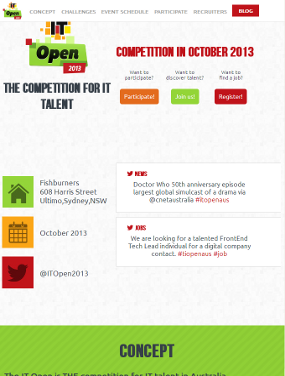 IT Open
CONCEPT CHALLENGES EVENT SCHEDULE PARTICIPATE RECRUITERS BLOG
IT
Open
2013
THE COMPETITION FOR IT
TALENT
COMPETITION IN OCTOBER 2013
Want to
participate?
Want to
discover talent?
Want to
find a job?
Participate!
Join us!
Register!
Fishburners
608 Harris Street
Ultimo,Sydney,NSW
October 2013
@ITOpen2013
NEWS
Doctor Who 50th anniversary episode
largest global simulcast of a drama via
@cnetaustralia #itopenaus
JOBS
We are looking for a talented FrontEnd
Tech Lead individual for a digital company
contact. #tiopenaus #job
CONCEPT
The IT Open is THE competition for IT talent in Australia